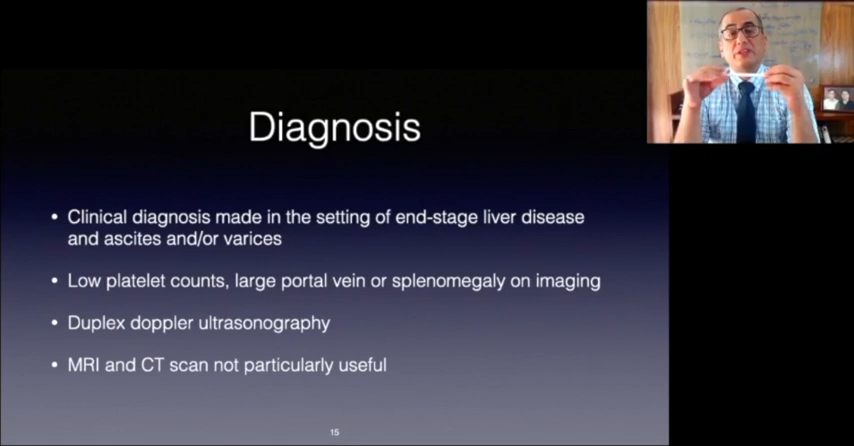 Diagnosis
• Clinical diagnosis made in the setting of end-stage liver disease
and ascites and/or varices
• Low platelet counts, large portal vein or splenomegaly on imaging
• Duplex doppler ultrasonography
• MRI and CT scan not particularly useful
15